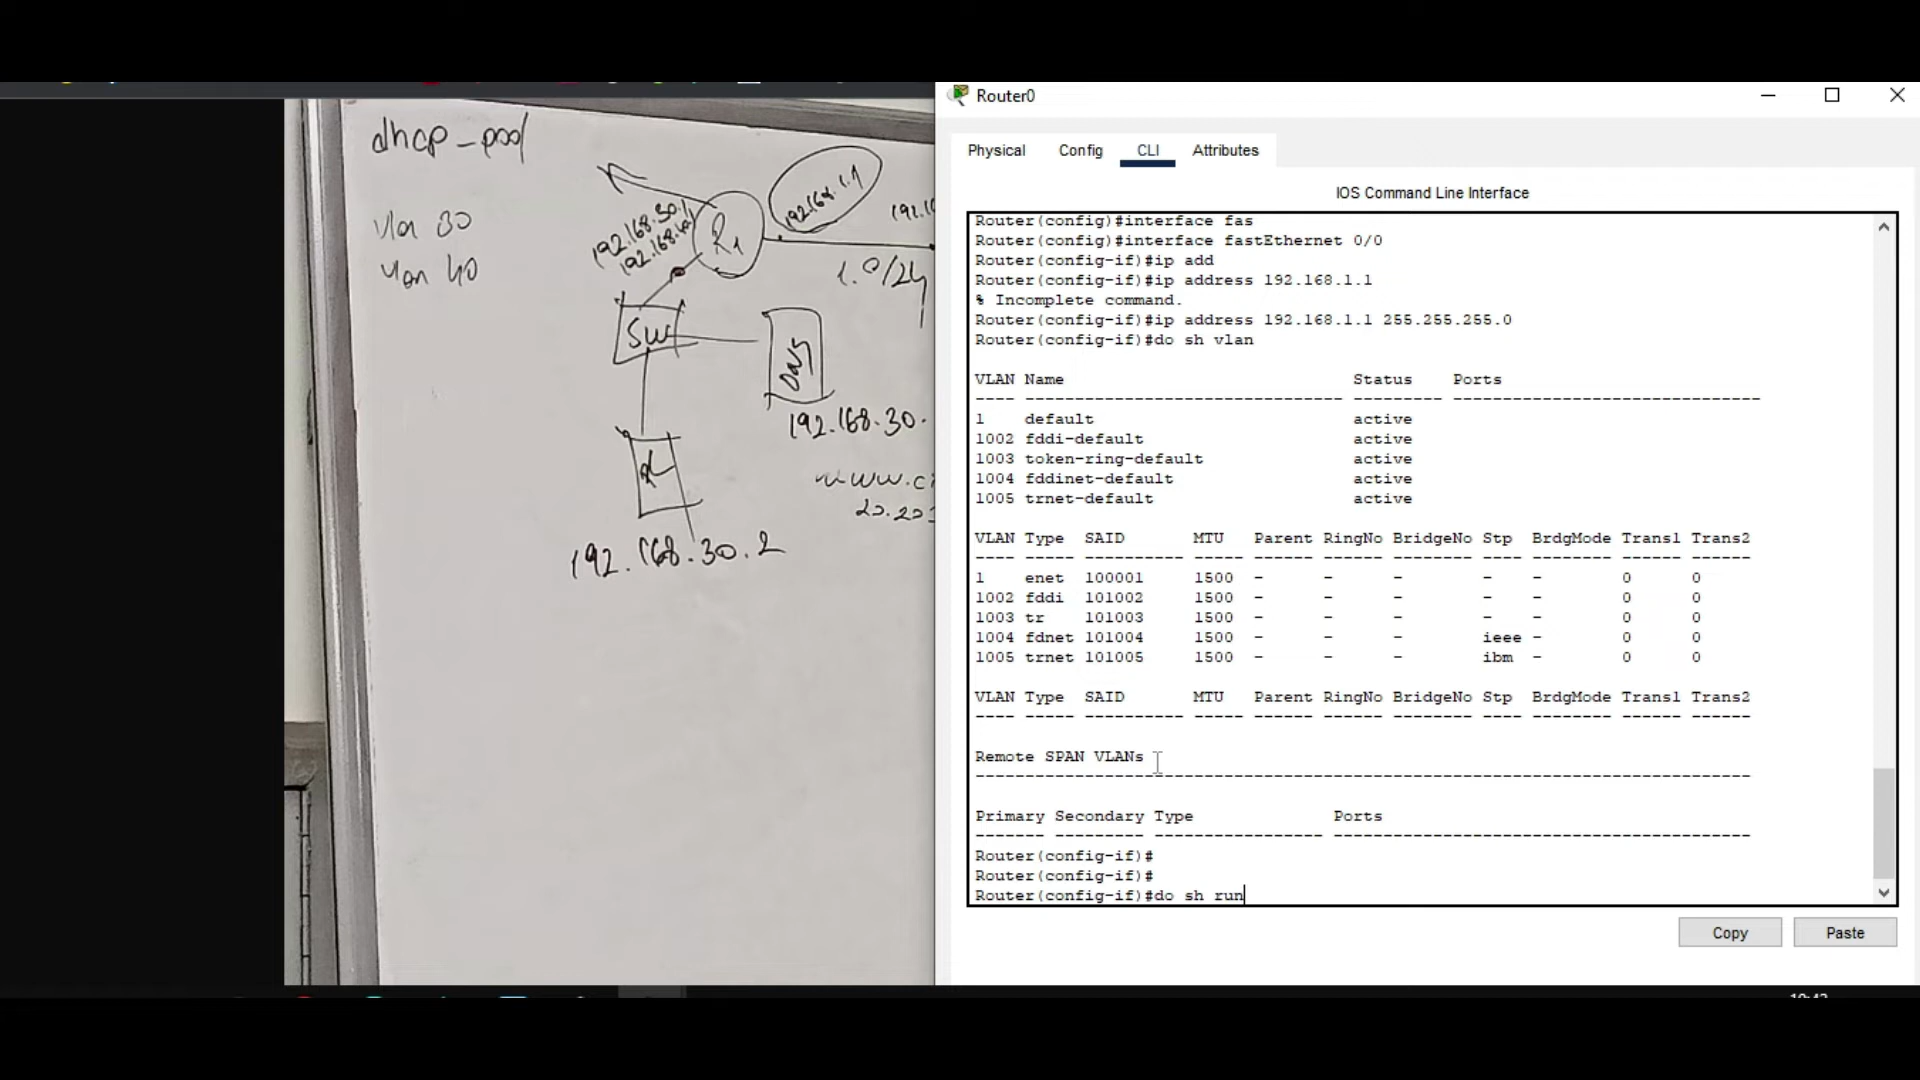 dhcp_pool
vlan 30
vlan 40
192.168.30.1
192.168.40
R1
192.168.1.1
1.0/24
SW
192.168.30.
www.ci
20.20
192.168.30.2
Router0
Physical Config CLI Attributes
IOS Command Line Interface
Router(config)#interface fas
Router(config)#interface fastEthernet 0/0
Router(config-if)#ip add
Router(config-if)#ip address 192.168.1.1
% Incomplete command.
Router(config-if)#ip address 192.168.1.1 255.255.255.0
Router(config-if)#do sh vlan
VLAN Name Status Ports
---- -------------------------------- --------- -------------------------------
1 default active
1002 fddi-default active
1003 token-ring-default active
1004 fddinet-default active
1005 trnet-default active
VLAN Type SAID MTU Parent RingNo BridgeNo Stp BrdgMode Trans1 Trans2
---- ----- ---------- ----- ------ ------ -------- ---- -------- ------ ------
1 enet 100001 1500 - - - - - 0 0
1002 fddi 101002 1500 - - - - - 0 0
1003 tr 101003 1500 - - - - - 0 0
1004 fdnet 101004 1500 - - - ieee - 0 0
1005 trnet 101005 1500 - - - ibm - 0 0
VLAN Type SAID MTU Parent RingNo BridgeNo Stp BrdgMode Trans1 Trans2
---- ----- ---------- ----- ------ ------ -------- ---- -------- ------ ------
Remote SPAN VLANs
------------------------------------------------------------------------------
Primary Secondary Type Ports
------- --------- ----------------- ------------------------------------------
Router(config-if)#
Router(config-if)#
Router(config-if)#do sh run
Copy Paste